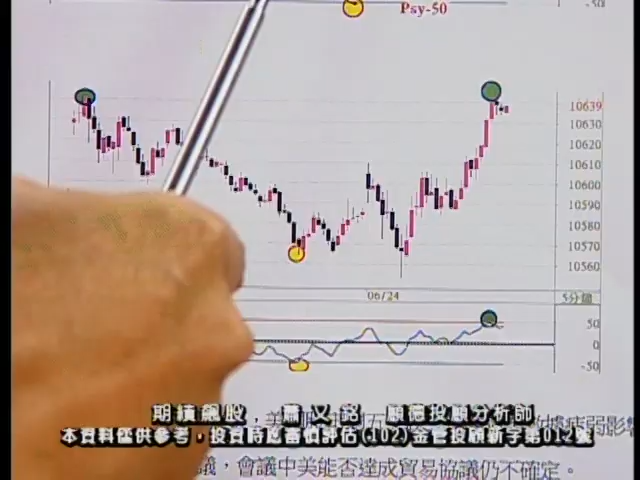 -50
Psy-50
10639
10630
10620
10610
10600
10590
10580
10570
10560
06/24
5分鐘
50
0
-50
期績飆股 蕭又銘 顧德投顧分析師
本資料僅供參考，投資時應審慎評估(102)金管投顧新字第012號
議，會議中美能否達成貿易協議仍不確定。